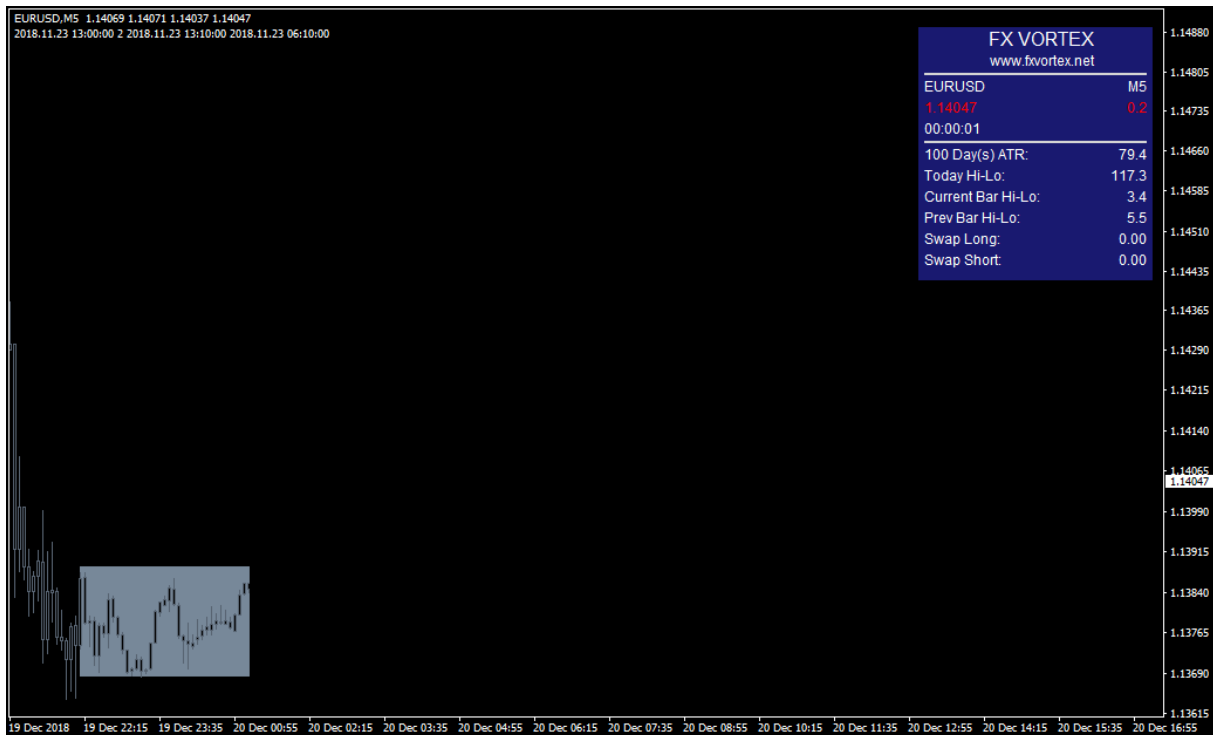 EURUSD,M5 1.14069 1.14071 1.14037 1.14047
2018.11.23 13:00:00 2 2018.11.23 13:10:00 2018.11.23 06:10:00
FX VORTEX
www.fxvortex.net
EURUSD M5
1.14047 0.2
00:00:01
100 Day(s) ATR: 79.4
Today Hi-Lo: 117.3
Current Bar Hi-Lo: 3.4
Prev Bar Hi-Lo: 5.5
Swap Long: 0.00
Swap Short: 0.00
1.14880
1.14805
1.14735
1.14660
1.14585
1.14510
1.14435
1.14365
1.14290
1.14215
1.14140
1.14065
1.14047
1.13990
1.13915
1.13840
1.13765
1.13690
1.13615
19 Dec 2018 19 Dec 22:15 19 Dec 23:35 20 Dec 00:55 20 Dec 02:15 20 Dec 03:35 20 Dec 04:55 20 Dec 06:15 20 Dec 07:35 20 Dec 08:55 20 Dec 10:15 20 Dec 11:35 20 Dec 12:55 20 Dec 14:15 20 Dec 15:35 20 Dec 16:55